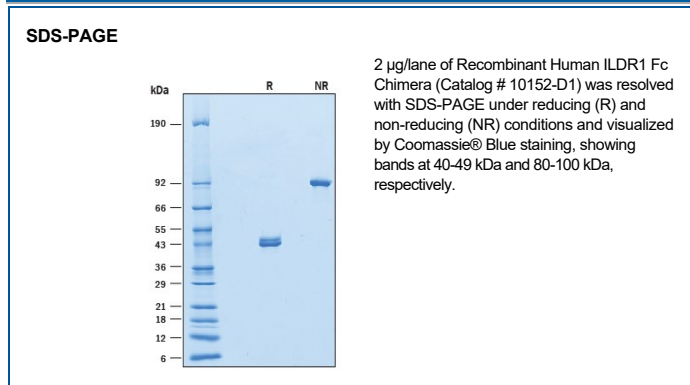 SDS-PAGE
kDa
R
NR
190
92
66
55
43
36
29
21
18
12
6
2 µg/lane of Recombinant Human ILDR1 Fc
Chimera (Catalog # 10152-D1) was resolved
with SDS-PAGE under reducing (R) and
non-reducing (NR) conditions and visualized
by Coomassie® Blue staining, showing
bands at 40-49 kDa and 80-100 kDa,
respectively.